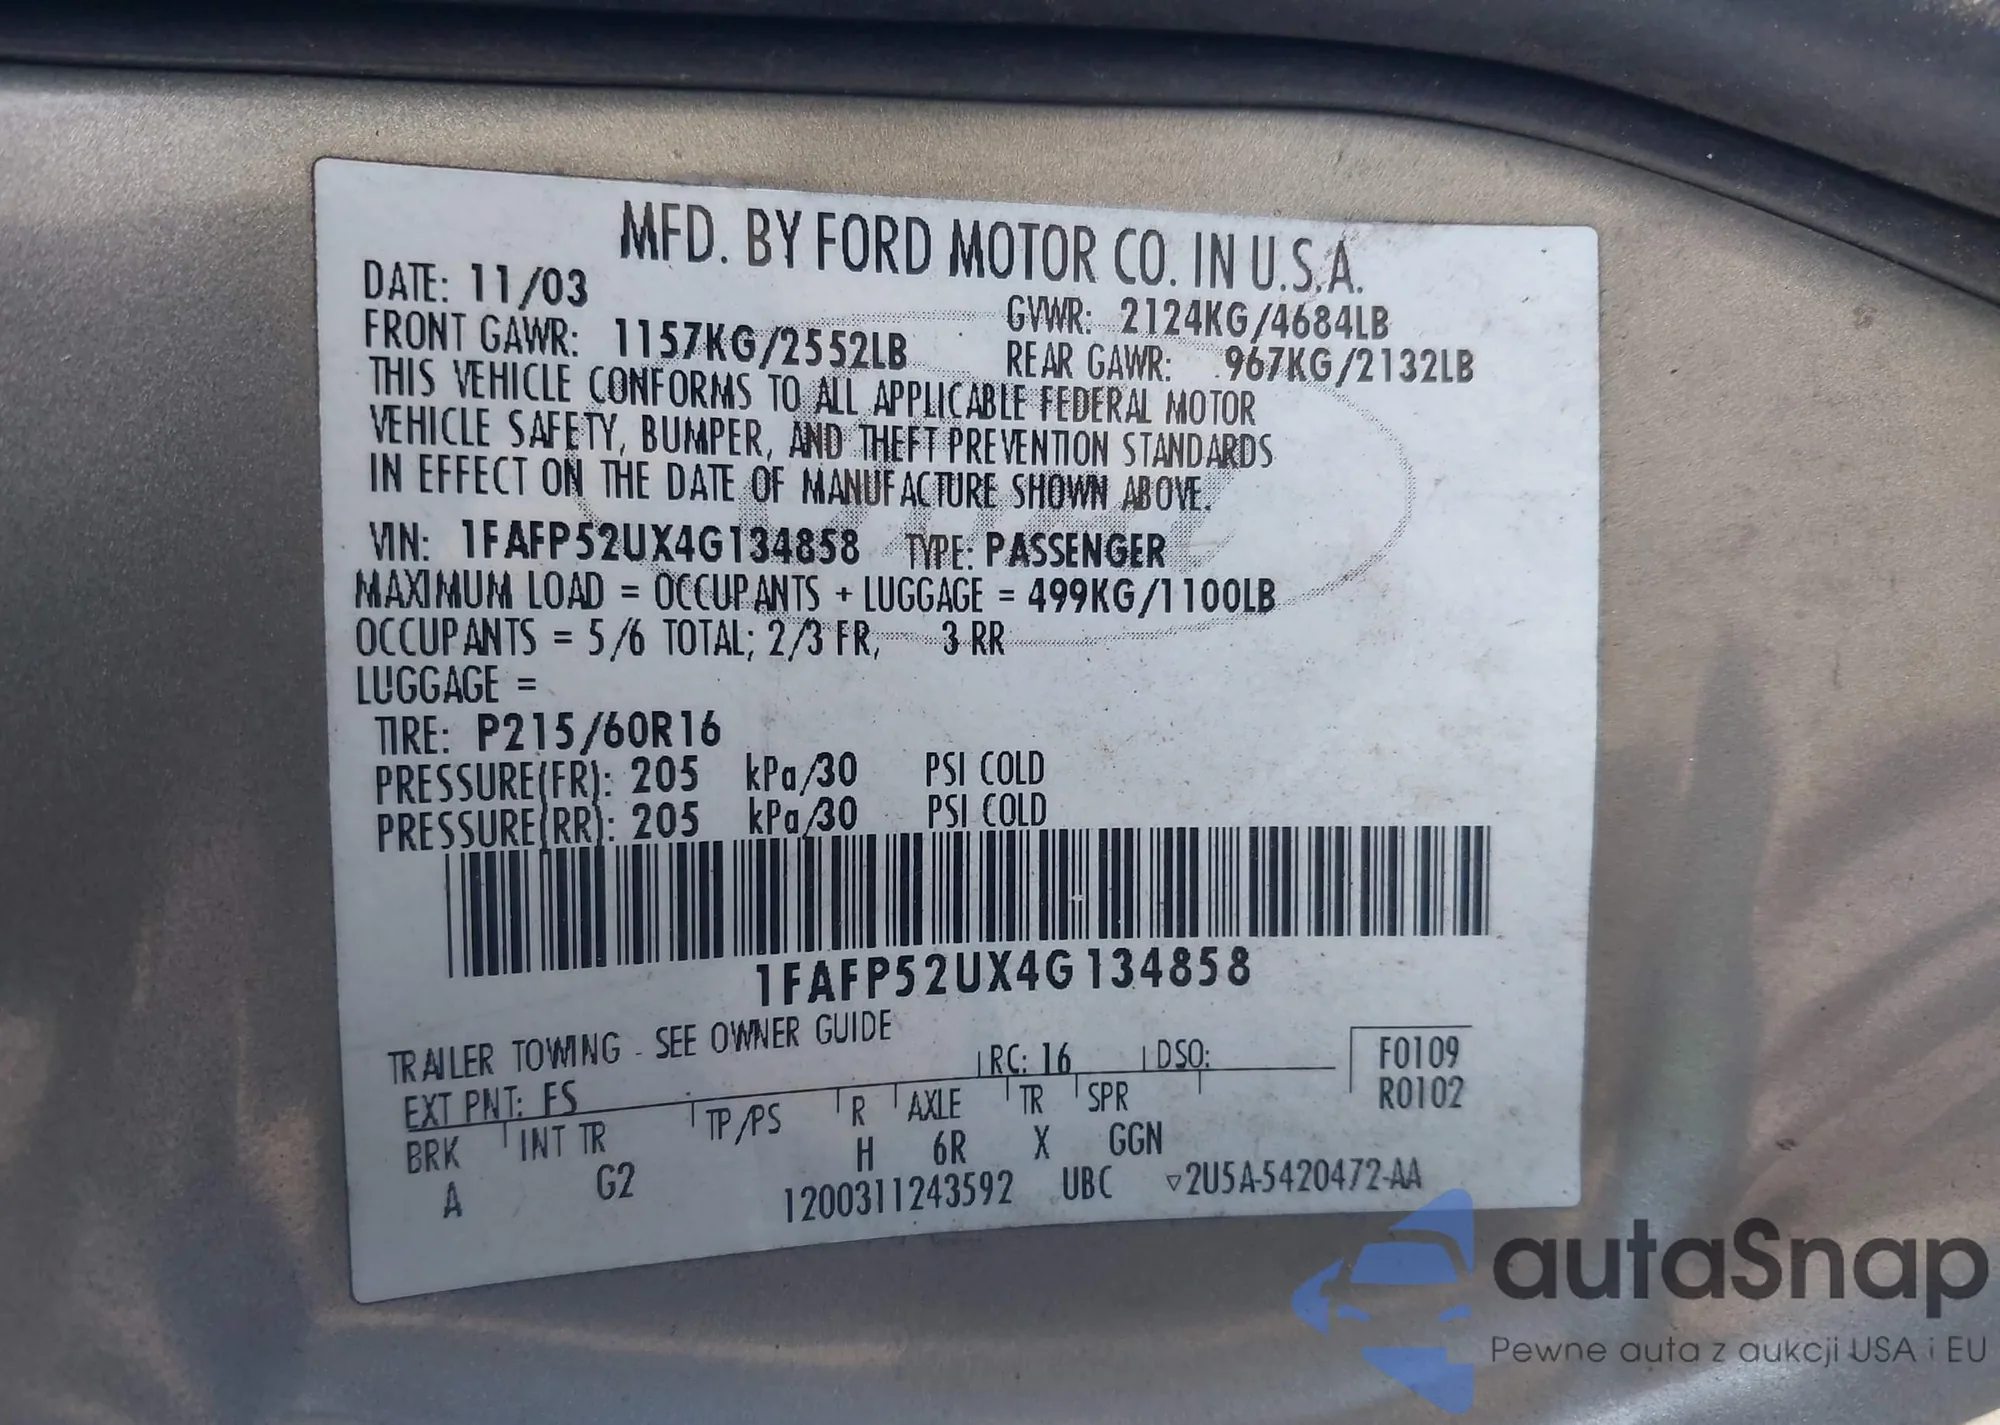 MFD. BY FORD MOTOR CO. IN U.S.A.
DATE: 11/03
GVWR: 2124KG/4684LB
FRONT GAWR: 1157KG/2552LB
REAR GAWR: 967KG/2132LB
THIS VEHICLE CONFORMS TO ALL APPLICABLE FEDERAL MOTOR
VEHICLE SAFETY, BUMPER, AND THEFT PREVENTION STANDARDS
IN EFFECT ON THE DATE OF MANUFACTURE SHOWN ABOVE.
VIN: 1FAFP52UX4G134858 TYPE: PASSENGER
MAXIMUM LOAD = OCCUPANTS + LUGGAGE = 499KG/1100LB
OCCUPANTS = 5/6 TOTAL; 2/3 FR, 3 RR
LUGGAGE =
TIRE: P215/60R16
PRESSURE(FR): 205 kPa/30 PSI COLD
PRESSURE(RR): 205 kPa/30 PSI COLD
1FAFP52UX4G134858
TRAILER TOWING - SEE OWNER GUIDE
EXT PNT: FS RC: 16 DSO: F0109
R0102
BRK INT TR TP/PS R AXLE TR SPR
A G2 H 6R X GGN
1200311243592 UBC ▽2U5A-5420472-AA
autaSnap
Pewne auta z aukcji USA i EU